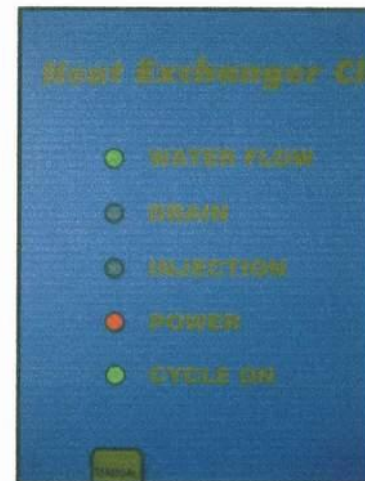 Heat Exchanger Cl
WATER FLOW
DRAIN
INJECTION
POWER
CYCLE ON